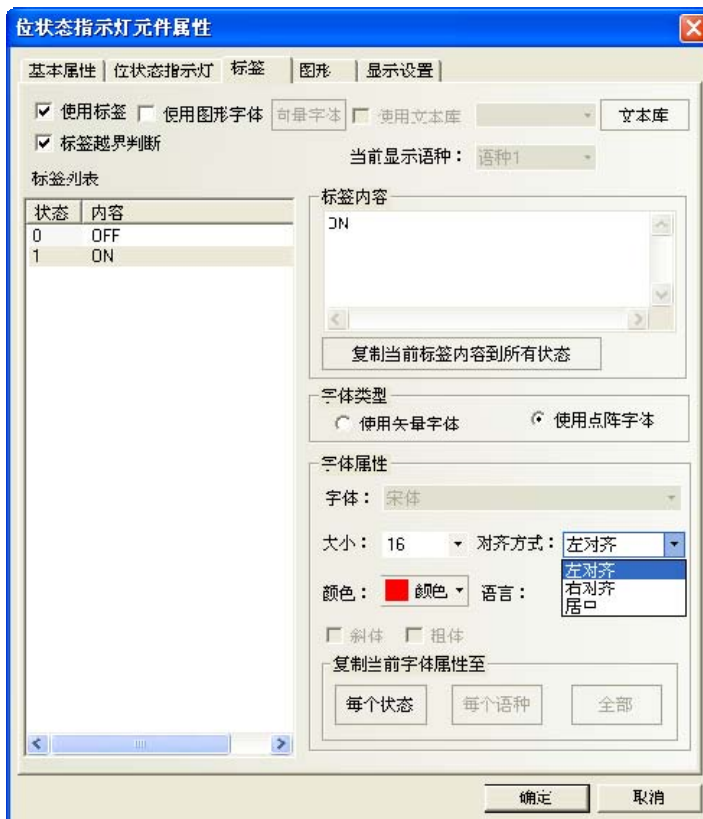 位状态指示灯元件属性
基本属性 位状态指示灯 标签 图形 显示设置
使用标签 使用图形字体 向量字体 使用文本库 文本库
标签越界判断
当前显示语种： 语种1
标签列表
状态 内容
0 OFF
1 ON
标签内容
ON
复制当前标签内容到所有状态
字体类型
使用矢量字体 使用点阵字体
字体属性
字体： 宋体
大小： 16 对齐方式： 左对齐
左对齐
右对齐
居中
颜色： 颜色 语言：
斜体 粗体
复制当前字体属性至
每个状态 每个语种 全部
确定 取消